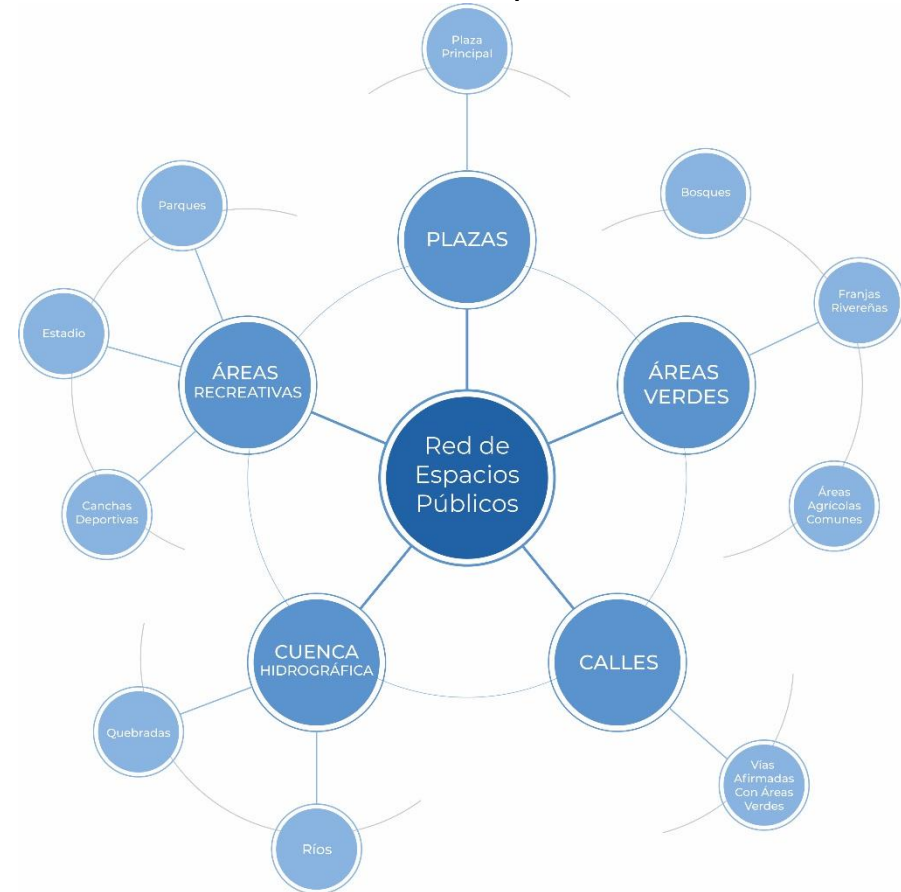 Plaza
Principal
Parques
Bosques
PLAZAS
Franjas
Rivereñas
Estadio
ÁREAS
RECREATIVAS
ÁREAS
VERDES
Red de
Espacios
Públicos
Canchas
Deportivas
Áreas
Agrícolas
Comunes
CUENCA
HIDROGRÁFICA
CALLES
Quebradas
Vías
Afirmadas
Con Áreas
Verdes
Ríos